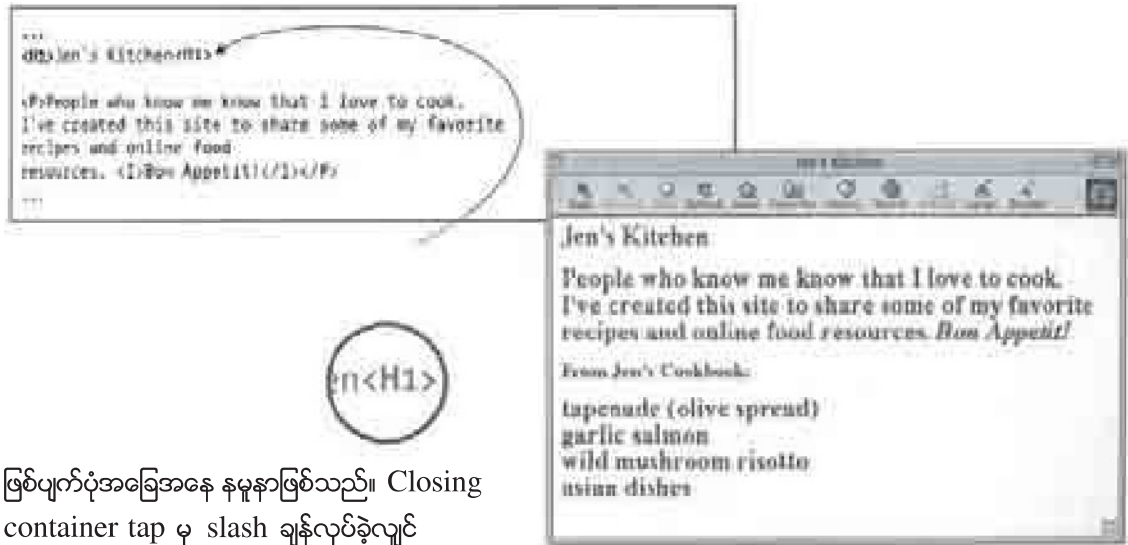 ...
<H1>Jen's Kitchen<H1>
<P>People who know me know that I love to cook.
I've created this site to share some of my favorite
recipes and online food
resources. <I>Bon Appetit!</I></P>
...
Jen's Kitchen
Jen's Kitchen
People who know me know that I love to cook.
I've created this site to share some of my favorite
recipes and online food resources. Bon Appetit!
From Jen's Cookbook:
tapenade (olive spread)
garlic salmon
wild mushroom risotto
asian dishes
en<H1>
ဖြစ်ပျက်ပုံအခြေအနေ နမူနာဖြစ်သည်။ Closing
container tap မှ slash ချန်လုပ်ခဲ့လျှင်